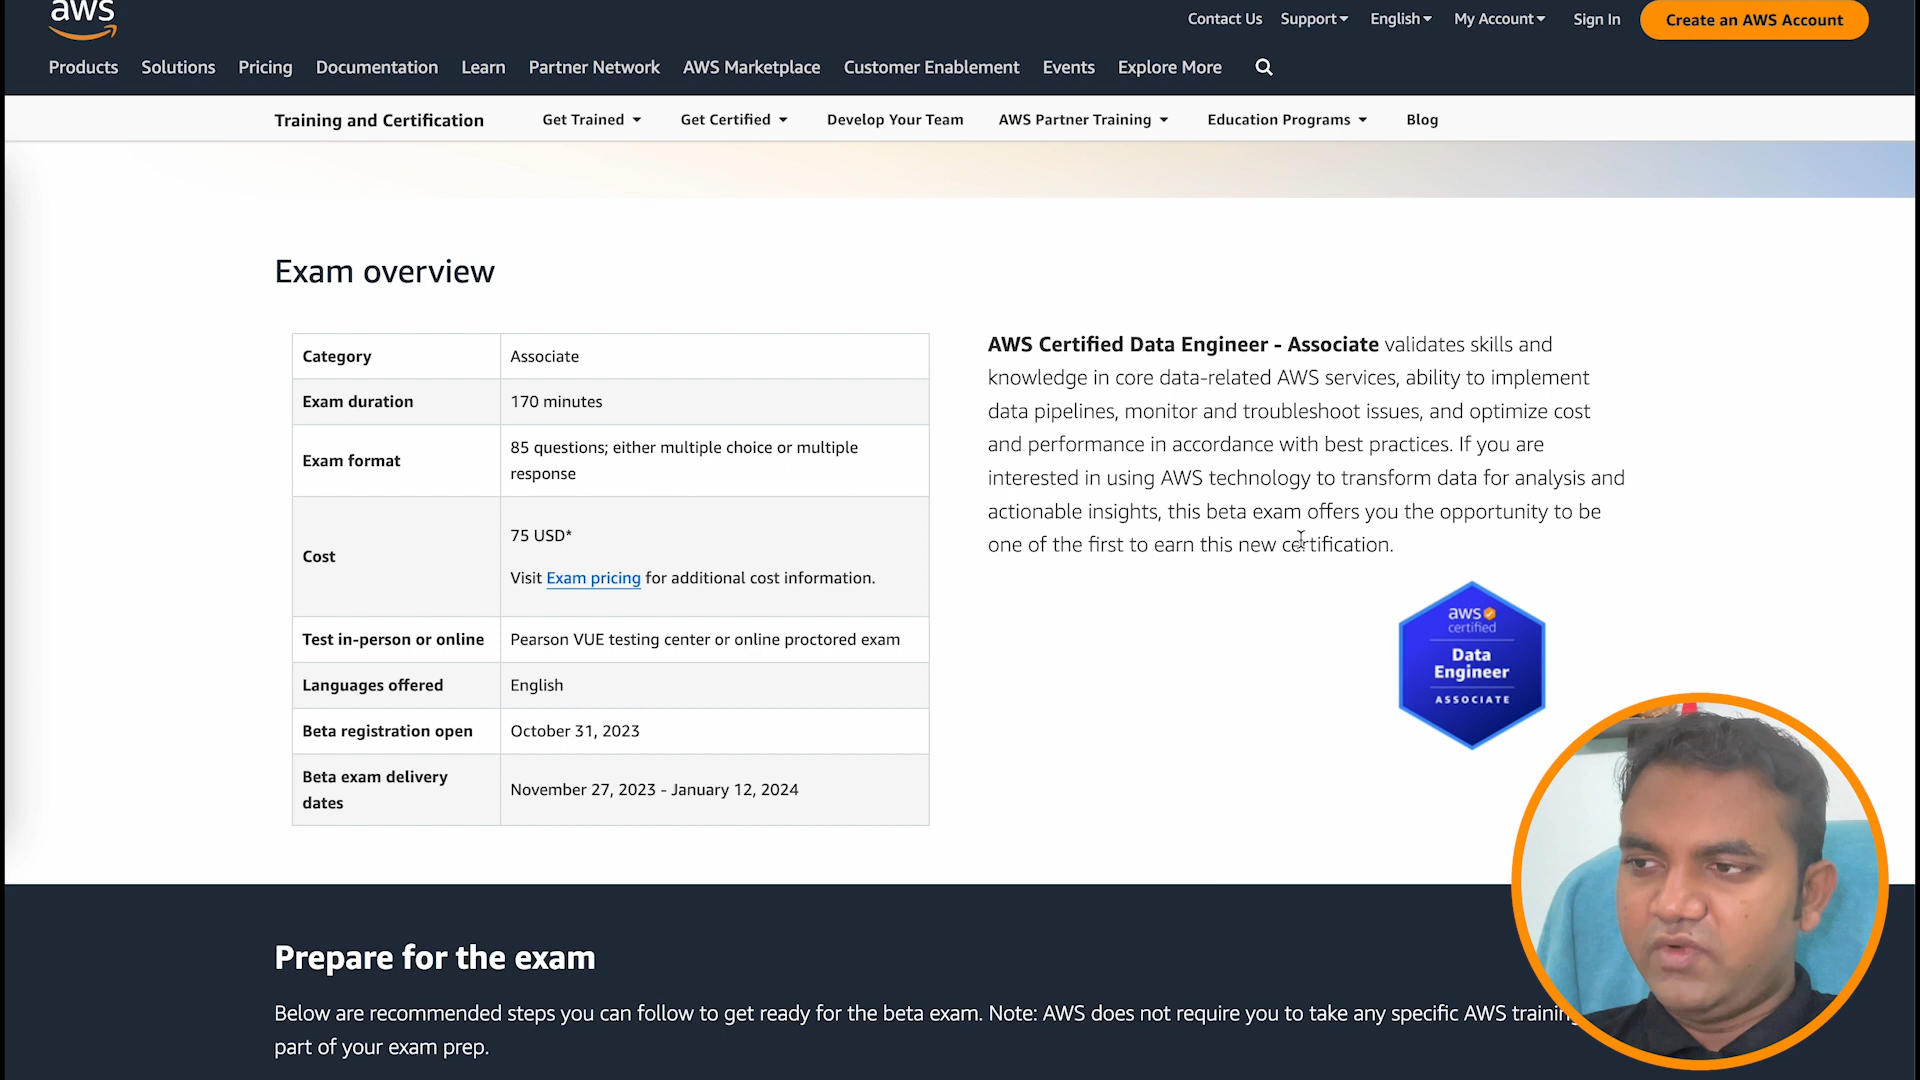 aws
Contact Us Support English My Account Sign In Create an AWS Account
Products Solutions Pricing Documentation Learn Partner Network AWS Marketplace Customer Enablement Events Explore More
Training and Certification Get Trained Get Certified Develop Your Team AWS Partner Training Education Programs Blog
Exam overview
Category Associate
Exam duration 170 minutes
Exam format 85 questions; either multiple choice or multiple
response
Cost 75 USD*
Visit Exam pricing for additional cost information.
Test in-person or online Pearson VUE testing center or online proctored exam
Languages offered English
Beta registration open October 31, 2023
Beta exam delivery
dates November 27, 2023 - January 12, 2024
AWS Certified Data Engineer - Associate validates skills and
knowledge in core data-related AWS services, ability to implement
data pipelines, monitor and troubleshoot issues, and optimize cost
and performance in accordance with best practices. If you are
interested in using AWS technology to transform data for analysis and
actionable insights, this beta exam offers you the opportunity to be
one of the first to earn this new certification.
aws
certified
Data
Engineer
ASSOCIATE
Prepare for the exam
Below are recommended steps you can follow to get ready for the beta exam. Note: AWS does not require you to take any specific AWS training
part of your exam prep.